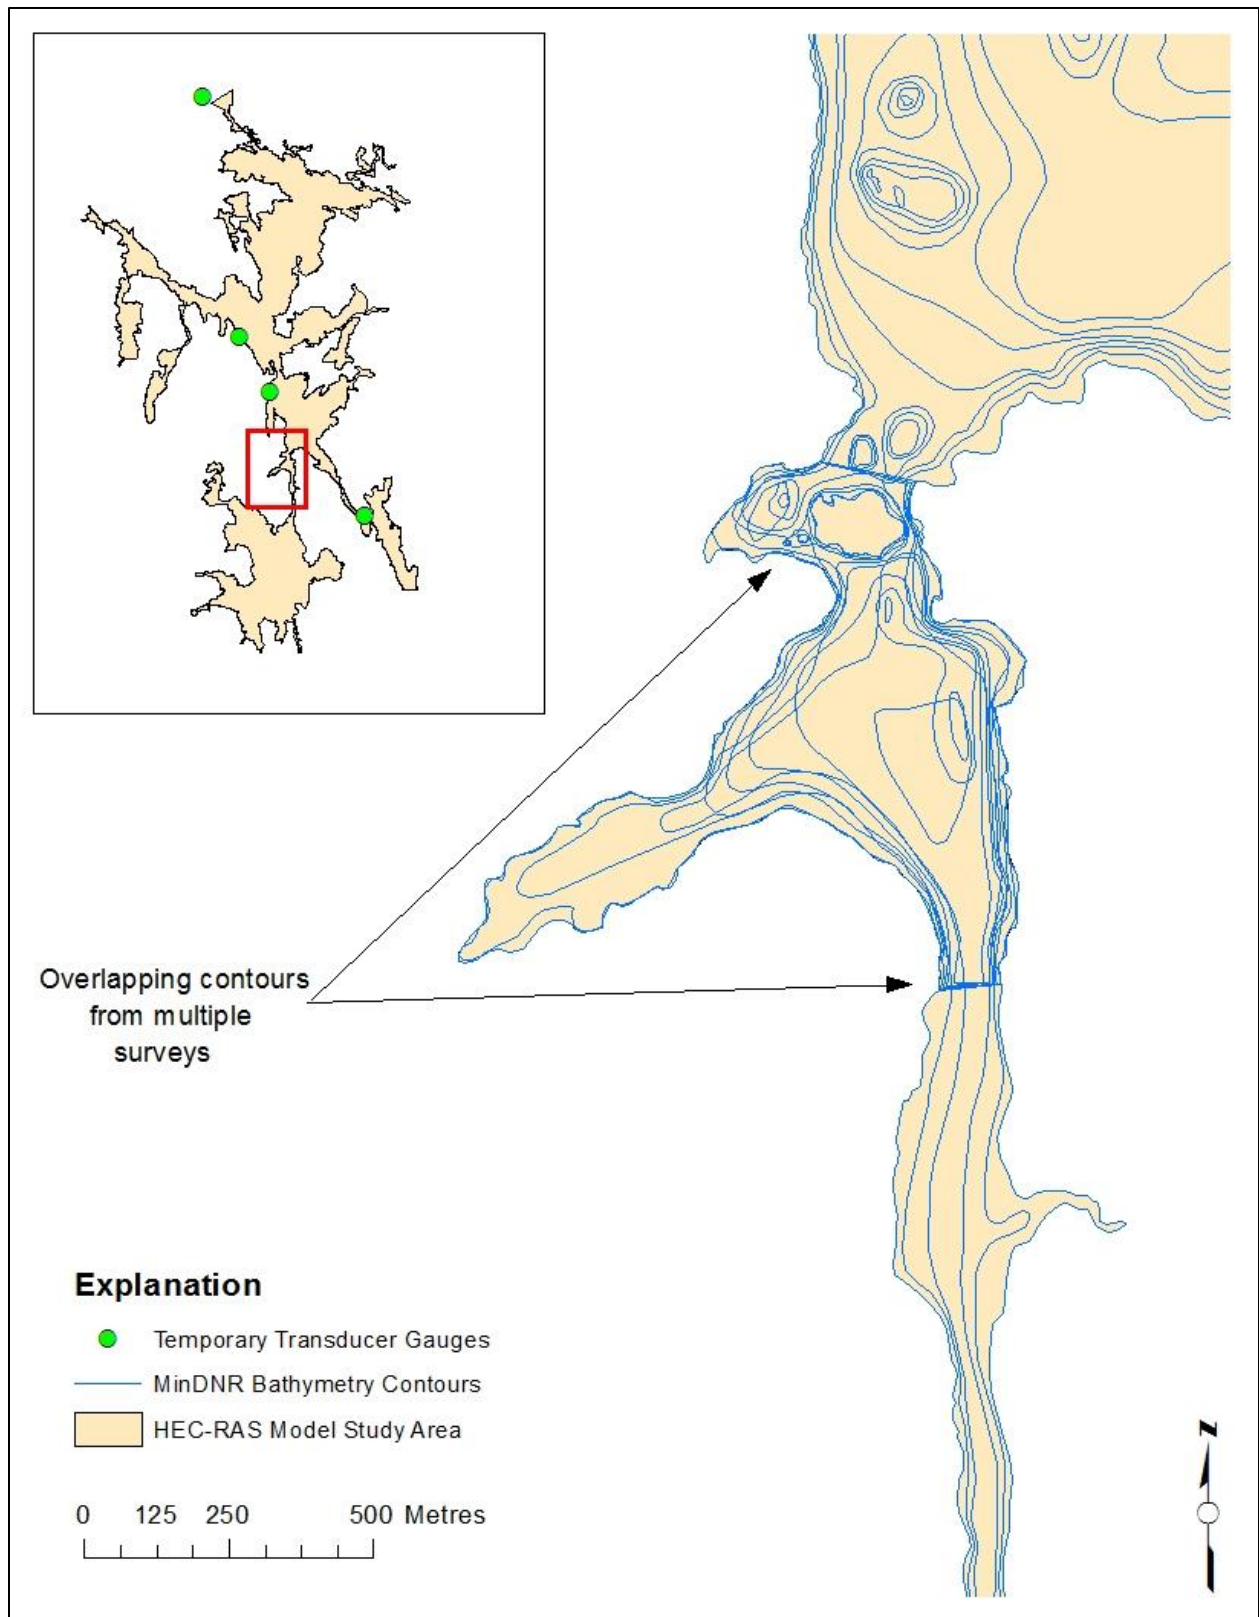 Overlapping contours
from multiple
surveys
Explanation
Temporary Transducer Gauges
MinDNR Bathymetry Contours
HEC-RAS Model Study Area
0 125 250 500 Metres
N